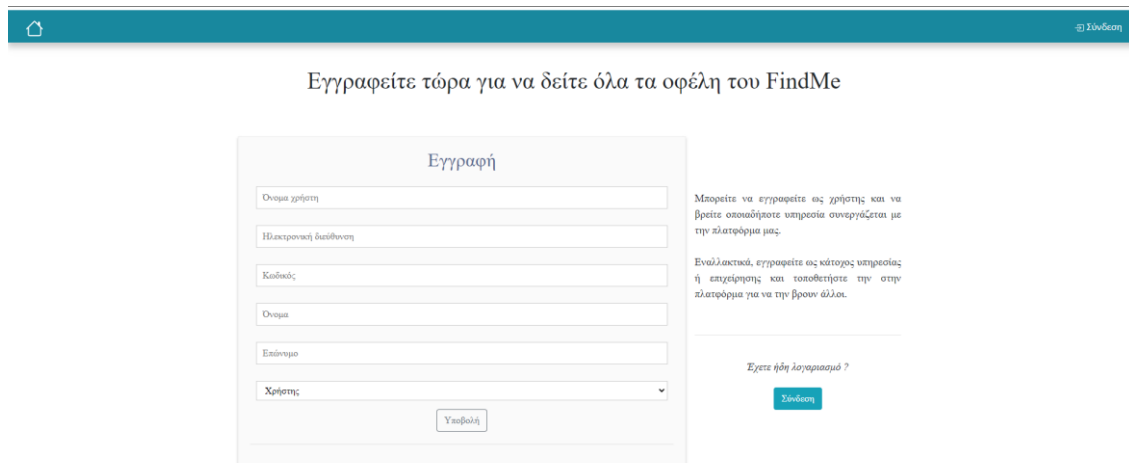 Σύνδεση
Εγγραφείτε τώρα για να δείτε όλα τα οφέλη του FindMe
Εγγραφή
Όνομα χρήστη
Ηλεκτρονική διεύθυνση
Κωδικός
Όνομα
Επώνυμο
Χρήστης
Υποβολή
Μπορείτε να εγγραφείτε ως χρήστης και να
βρείτε οποιαδήποτε υπηρεσία συνεργάζεται με
την πλατφόρμα μας.
Εναλλακτικά, εγγραφείτε ως κάτοχος υπηρεσίας
ή επιχείρησης και τοποθετήστε την στην
πλατφόρμα για να την βρουν άλλοι.
Έχετε ήδη λογαριασμό ?
Σύνδεση